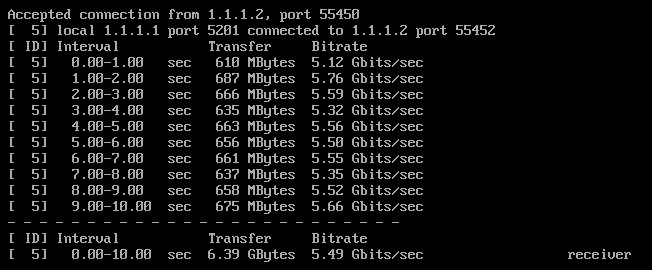 Accepted connection from 1.1.1.2, port 55450
[  5] local 1.1.1.1 port 5201 connected to 1.1.1.2 port 55452
[ ID] Interval           Transfer     Bitrate
[  5]   0.00-1.00   sec   610 MBytes  5.12 Gbits/sec
[  5]   1.00-2.00   sec   687 MBytes  5.76 Gbits/sec
[  5]   2.00-3.00   sec   666 MBytes  5.59 Gbits/sec
[  5]   3.00-4.00   sec   635 MBytes  5.32 Gbits/sec
[  5]   4.00-5.00   sec   663 MBytes  5.56 Gbits/sec
[  5]   5.00-6.00   sec   656 MBytes  5.50 Gbits/sec
[  5]   6.00-7.00   sec   661 MBytes  5.55 Gbits/sec
[  5]   7.00-8.00   sec   637 MBytes  5.35 Gbits/sec
[  5]   8.00-9.00   sec   658 MBytes  5.52 Gbits/sec
[  5]   9.00-10.00  sec   675 MBytes  5.66 Gbits/sec
- - - - - - - - - - - - - - - - - - - - - - - - -
[ ID] Interval           Transfer     Bitrate
[  5]   0.00-10.00  sec  6.39 GBytes  5.49 Gbits/sec                  receiver